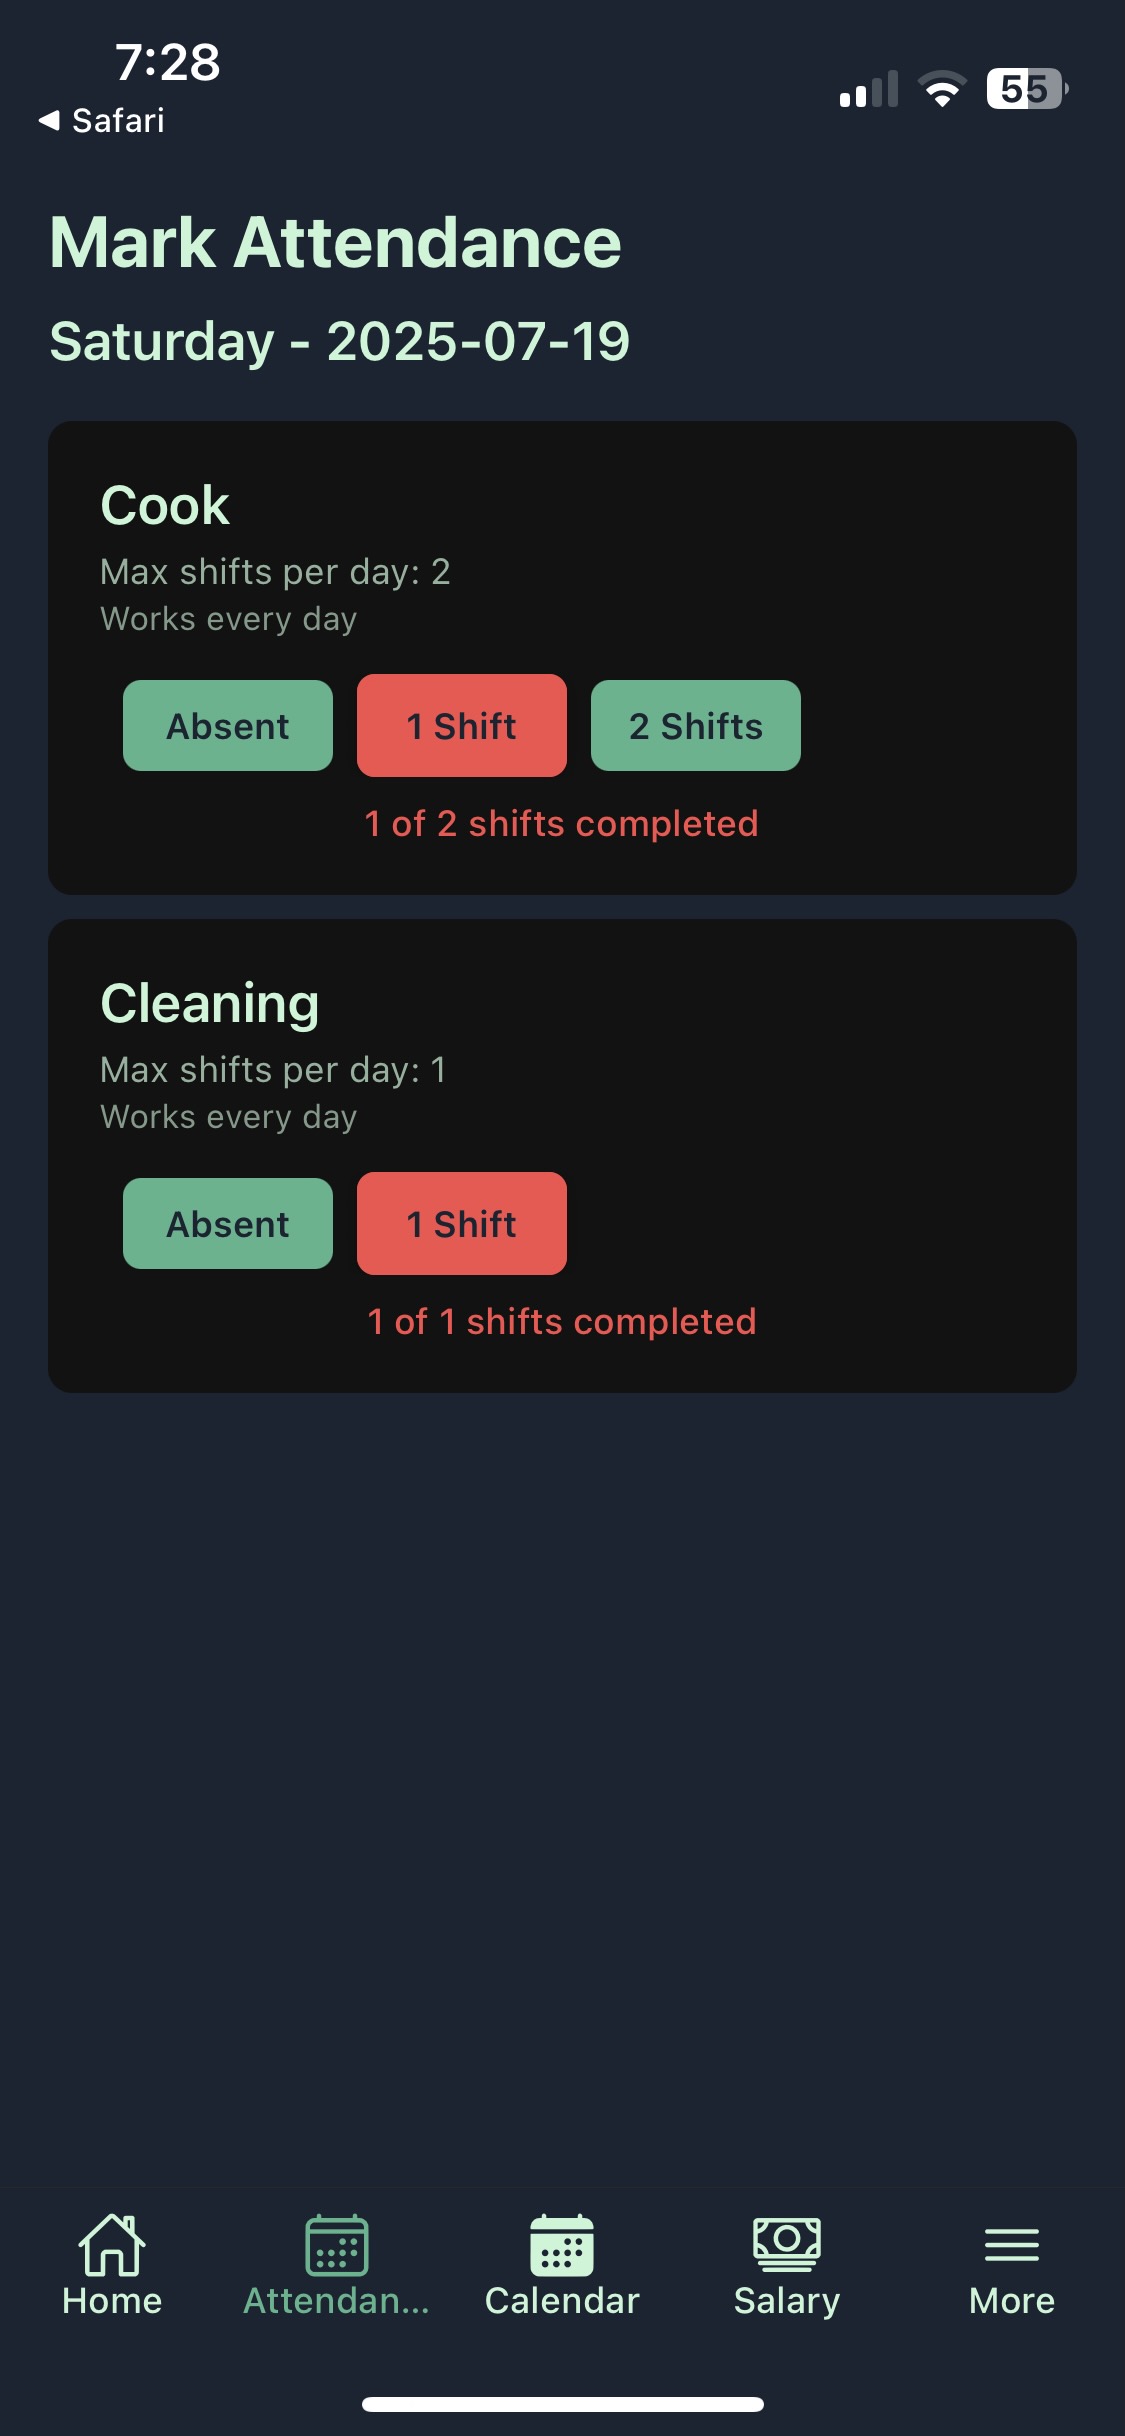 7:28
55
◀ Safari
Mark Attendance
Saturday - 2025-07-19
Cook
Max shifts per day: 2
Works every day
Absent
1 Shift
2 Shifts
1 of 2 shifts completed
Cleaning
Max shifts per day: 1
Works every day
Absent
1 Shift
1 of 1 shifts completed
Home
Attendan...
Calendar
Salary
More